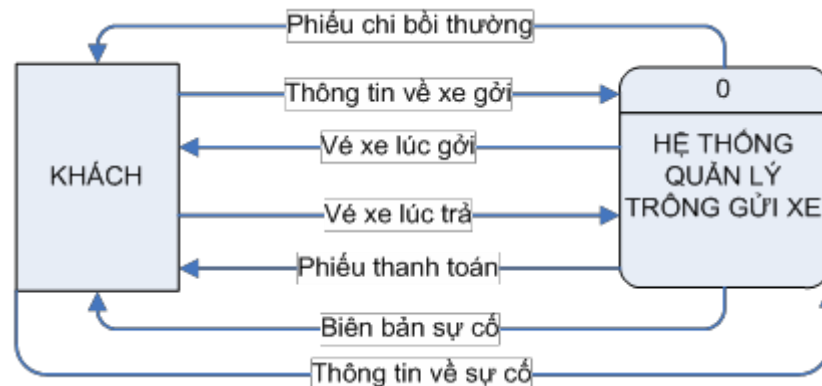 Phiếu chi bồi thường
Thông tin về xe gởi
Vé xe lúc gởi
KHÁCH
Vé xe lúc trả
Phiếu thanh toán
Biên bản sự cố
Thông tin về sự cố
0
HỆ THỐNG
QUẢN LÝ
TRÔNG GỬI XE